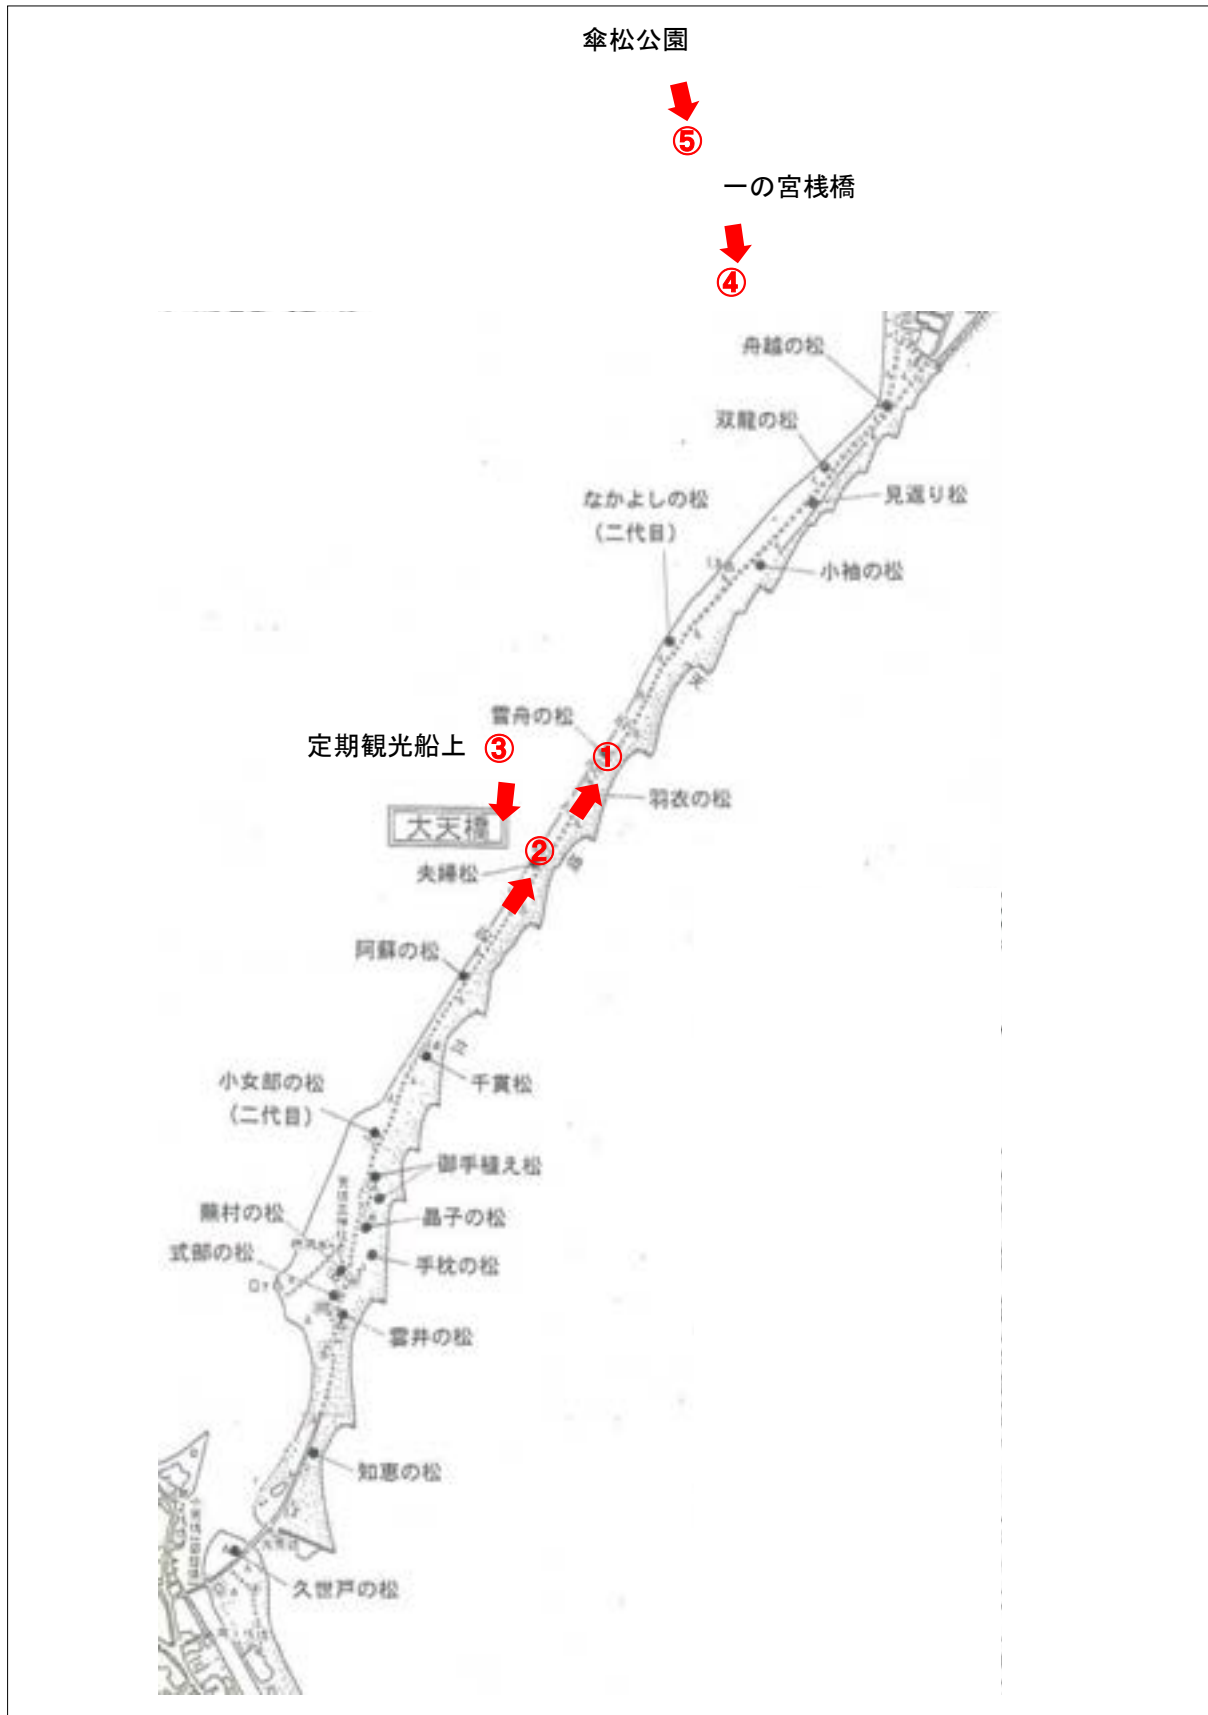 傘松公園
⑤
一の宮桟橋
④
舟越の松
双龍の松
見返り松
なかよしの松
(二代目)
小袖の松
雪舟の松
定期観光船上 ③
①
羽衣の松
大天橋
②
夫婦松
阿蘇の松
千貫松
小女部の松
(二代目)
御手植え松
蕪村の松
晶子の松
式部の松
手枕の松
雲井の松
知恵の松
久世戸の松